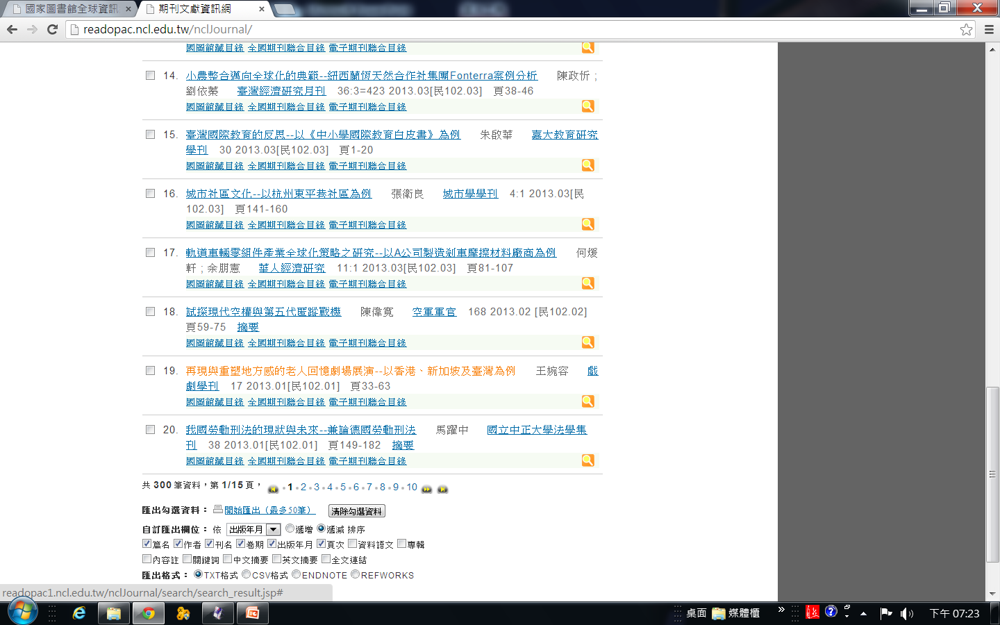 國家圖書館全球資訊
期刊文獻資訊網
readopac.ncl.edu.tw/nclJournal/
國圖館藏目錄 全國期刊聯合目錄 電子期刊聯合目錄
14. 小農整合邁向全球化的典範--紐西蘭恆天然合作社集團Fonterra案例分析 陳政忻 ;
劉依蓁 臺灣經濟研究月刊 36:3=423 2013.03[民102.03] 頁38-46
國圖館藏目錄 全國期刊聯合目錄 電子期刊聯合目錄
15. 臺灣國際教育的反思--以《中小學國際教育白皮書》為例 朱啟華 嘉大教育研究
學刊 30 2013.03[民102.03] 頁1-20
國圖館藏目錄 全國期刊聯合目錄 電子期刊聯合目錄
16. 城市社區文化--以杭州東平巷社區為例 張衛良 城市學學刊 4:1 2013.03[民
102.03] 頁141-160
國圖館藏目錄 全國期刊聯合目錄 電子期刊聯合目錄
17. 軌道車輛零組件產業全球化策略之研究--以A公司製造剎車摩擦材料廠商為例 何煖
軒 ; 余朋憲 華人經濟研究 11:1 2013.03[民102.03] 頁81-107
國圖館藏目錄 全國期刊聯合目錄 電子期刊聯合目錄
18. 試探現代空權與第五代匿蹤戰機 陳偉寬 空軍軍官 168 2013.02 [民102.02]
頁59-75 摘要
國圖館藏目錄 全國期刊聯合目錄 電子期刊聯合目錄
19. 再現與重塑地方感的老人回憶劇場展演--以香港、新加坡及臺灣為例 王婉容 戲
劇學刊 17 2013.01[民102.01] 頁33-63
國圖館藏目錄 全國期刊聯合目錄 電子期刊聯合目錄
20. 我國勞動刑法的現狀與未來--兼論德國勞動刑法 馬躍中 國立中正大學法學集
刊 38 2013.01[民102.01] 頁149-182 摘要
國圖館藏目錄 全國期刊聯合目錄 電子期刊聯合目錄
共 300 筆資料，第 1/15 頁， 1 2 3 4 5 6 7 8 9 10
匯出勾選資料： 開始匯出（最多50筆） 清除勾選資料
自訂匯出欄位： 依 出版年月 遞增 遞減 排序
篇名 作者 刊名 卷期 出版年月 頁次 資料語文 專輯
內容註 關鍵詞 中文摘要 英文摘要 全文連結
匯出格式： TXT格式 CSV格式 ENDNOTE REFWORKS
readopac1.ncl.edu.tw/nclJournal/search/search_result.jsp#
桌面 媒體櫃 » 下午 07:23